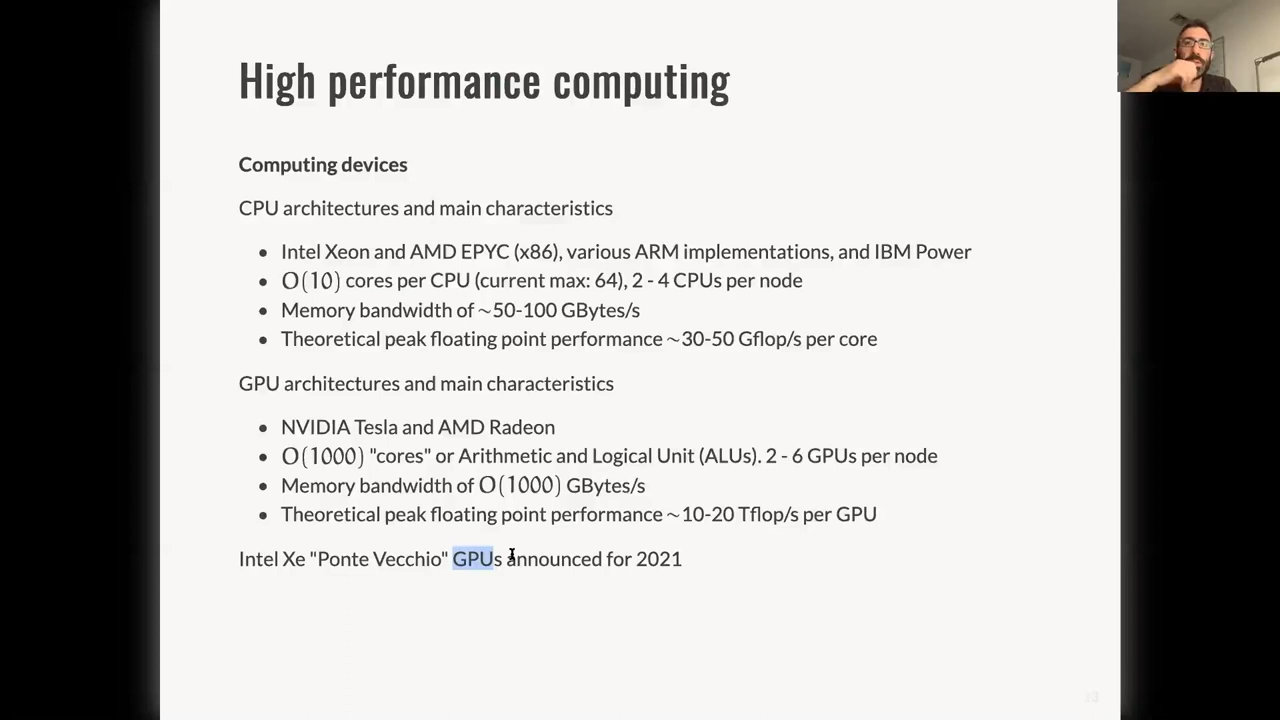 High performance computing
Computing devices
CPU architectures and main characteristics
• Intel Xeon and AMD EPYC (x86), various ARM implementations, and IBM Power
• O(10) cores per CPU (current max: 64), 2 - 4 CPUs per node
• Memory bandwidth of ~50-100 GBytes/s
• Theoretical peak floating point performance ~30-50 Gflop/s per core
GPU architectures and main characteristics
• NVIDIA Tesla and AMD Radeon
• O(1000) "cores" or Arithmetic and Logical Unit (ALUs). 2 - 6 GPUs per node
• Memory bandwidth of O(1000) GBytes/s
• Theoretical peak floating point performance ~10-20 Tflop/s per GPU
Intel Xe "Ponte Vecchio" GPUs announced for 2021